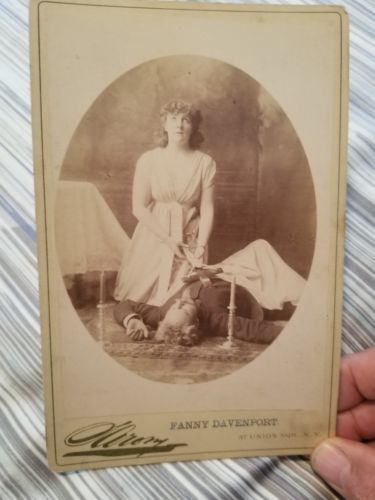 FANNY DAVENPORT.
Sarony
37 UNION SQR. N.Y.